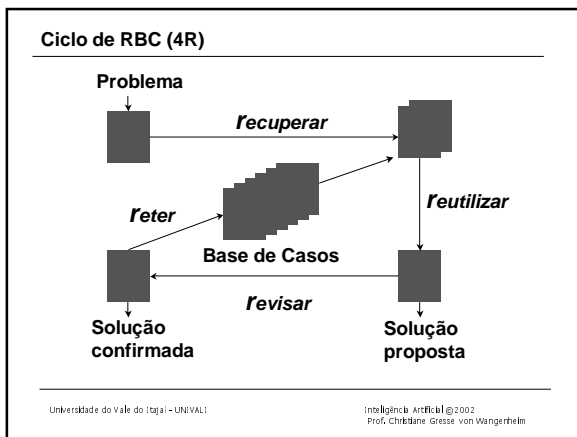 Ciclo de RBC (4R)
Problema
recuperar
reter
reutilizar
Base de Casos
revisar
Solução
confirmada
Solução
proposta
Universidade do Vale do Itajaí - UNIVALI
Inteligência Artificial @2002
Prof. Christiane Gresse von Wangenheim